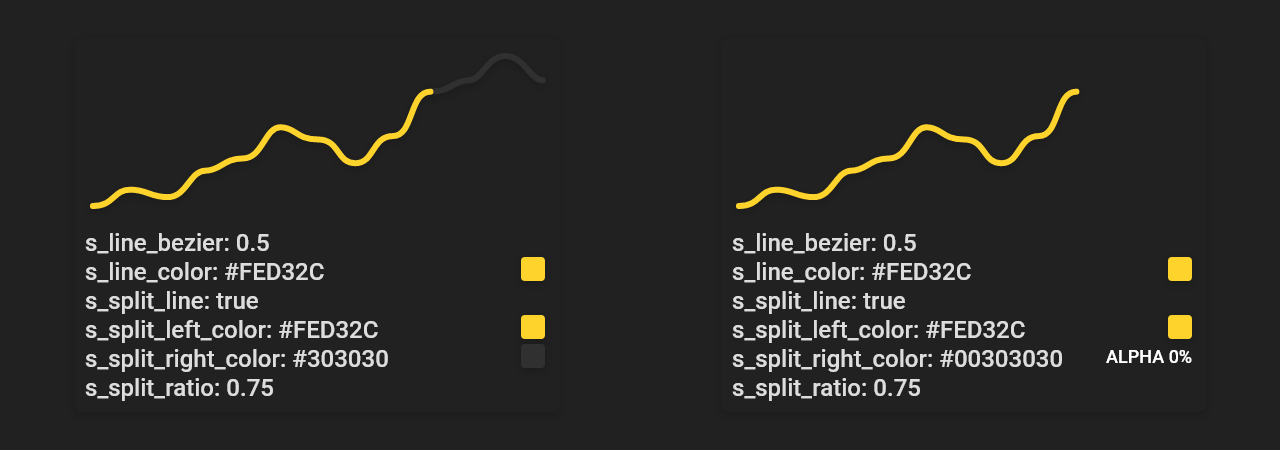 s_line_bezier: 0.5
s_line_color: #FED32C
s_split_line: true
s_split_left_color: #FED32C
s_split_right_color: #303030
s_split_ratio: 0.75
s_line_bezier: 0.5
s_line_color: #FED32C
s_split_line: true
s_split_left_color: #FED32C
s_split_right_color: #00303030 ALPHA 0%
s_split_ratio: 0.75